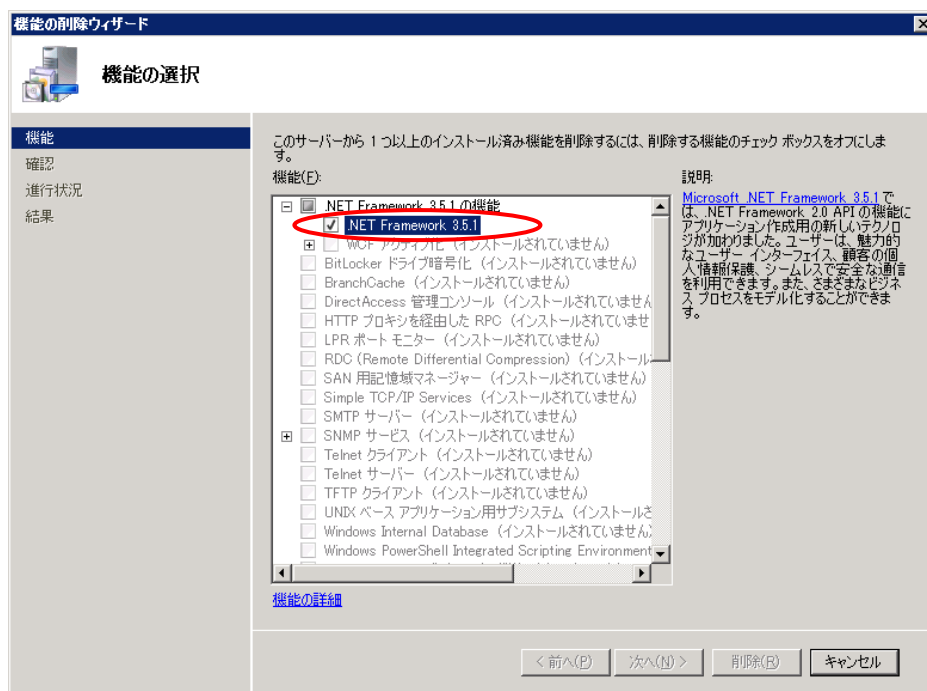 機能の削除ウィザード
機能の選択
機能
確認
進行状況
結果
このサーバーから 1 つ以上のインストール済み機能を削除するには、削除する機能のチェック ボックスをオフにしま
す。
機能(F):
.NET Framework 3.5.1 の機能
.NET Framework 3.5.1
WCF アクティブ化 (インストールされていません)
BitLocker ドライブ暗号化 (インストールされていません)
BranchCache (インストールされていません)
DirectAccess 管理コンソール (インストールされていません
HTTP プロキシを経由した RPC (インストールされていませ
LPR ポート モニター (インストールされていません)
RDC (Remote Differential Compression) (インストール
SAN 用記憶域マネージャー (インストールされていません)
Simple TCP/IP Services (インストールされていません)
SMTP サーバー (インストールされていません)
SNMP サービス (インストールされていません)
Telnet クライアント (インストールされていません)
Telnet サーバー (インストールされていません)
TFTP クライアント (インストールされていません)
UNIX ベース アプリケーション用サブシステム (インストールさ
Windows Internal Database (インストールされていません)
Windows PowerShell Integrated Scripting Environment
説明:
Microsoft .NET Framework 3.5.1 で
は、.NET Framework 2.0 API の機能に
アプリケーション作成用の新しいテクノロ
ジが加わりました。ユーザーは、魅力的
なユーザー インターフェイス、顧客の個
人情報保護、シームレスで安全な通信
を利用できます。また、さまざまなビジネ
ス プロセスをモデル化することができま
す。
機能の詳細
< 前へ(P)
次へ(N) >
削除(R)
キャンセル